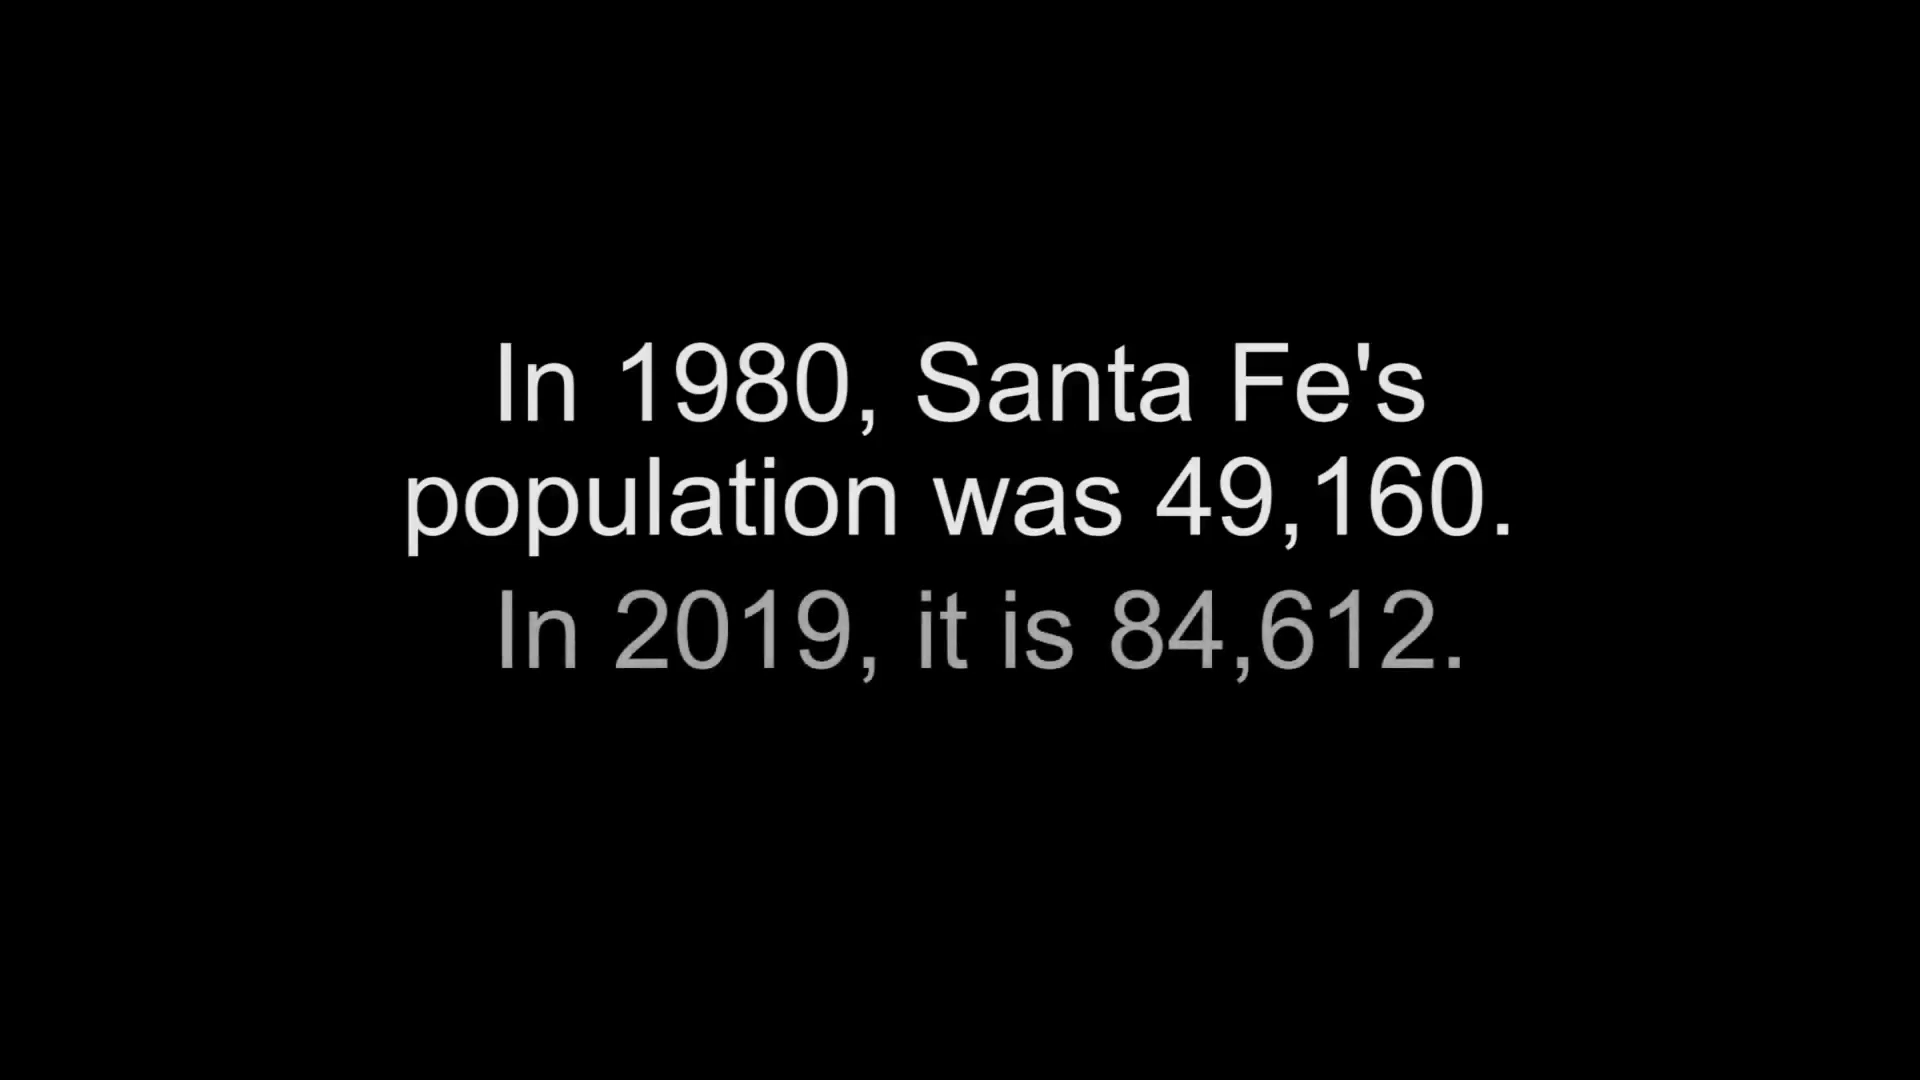 In 1980, Santa Fe's
population was 49,160.
In 2019, it is 84,612.